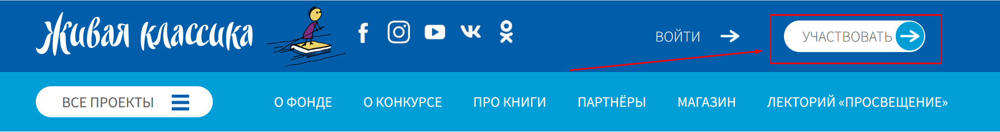 Живая классика
ВОЙТИ
УЧАСТВОВАТЬ
ВСЕ ПРОЕКТЫ
О ФОНДЕ
О КОНКУРСЕ
ПРО КНИГИ
ПАРТНЁРЫ
МАГАЗИН
ЛЕКТОРИЙ «ПРОСВЕЩЕНИЕ»